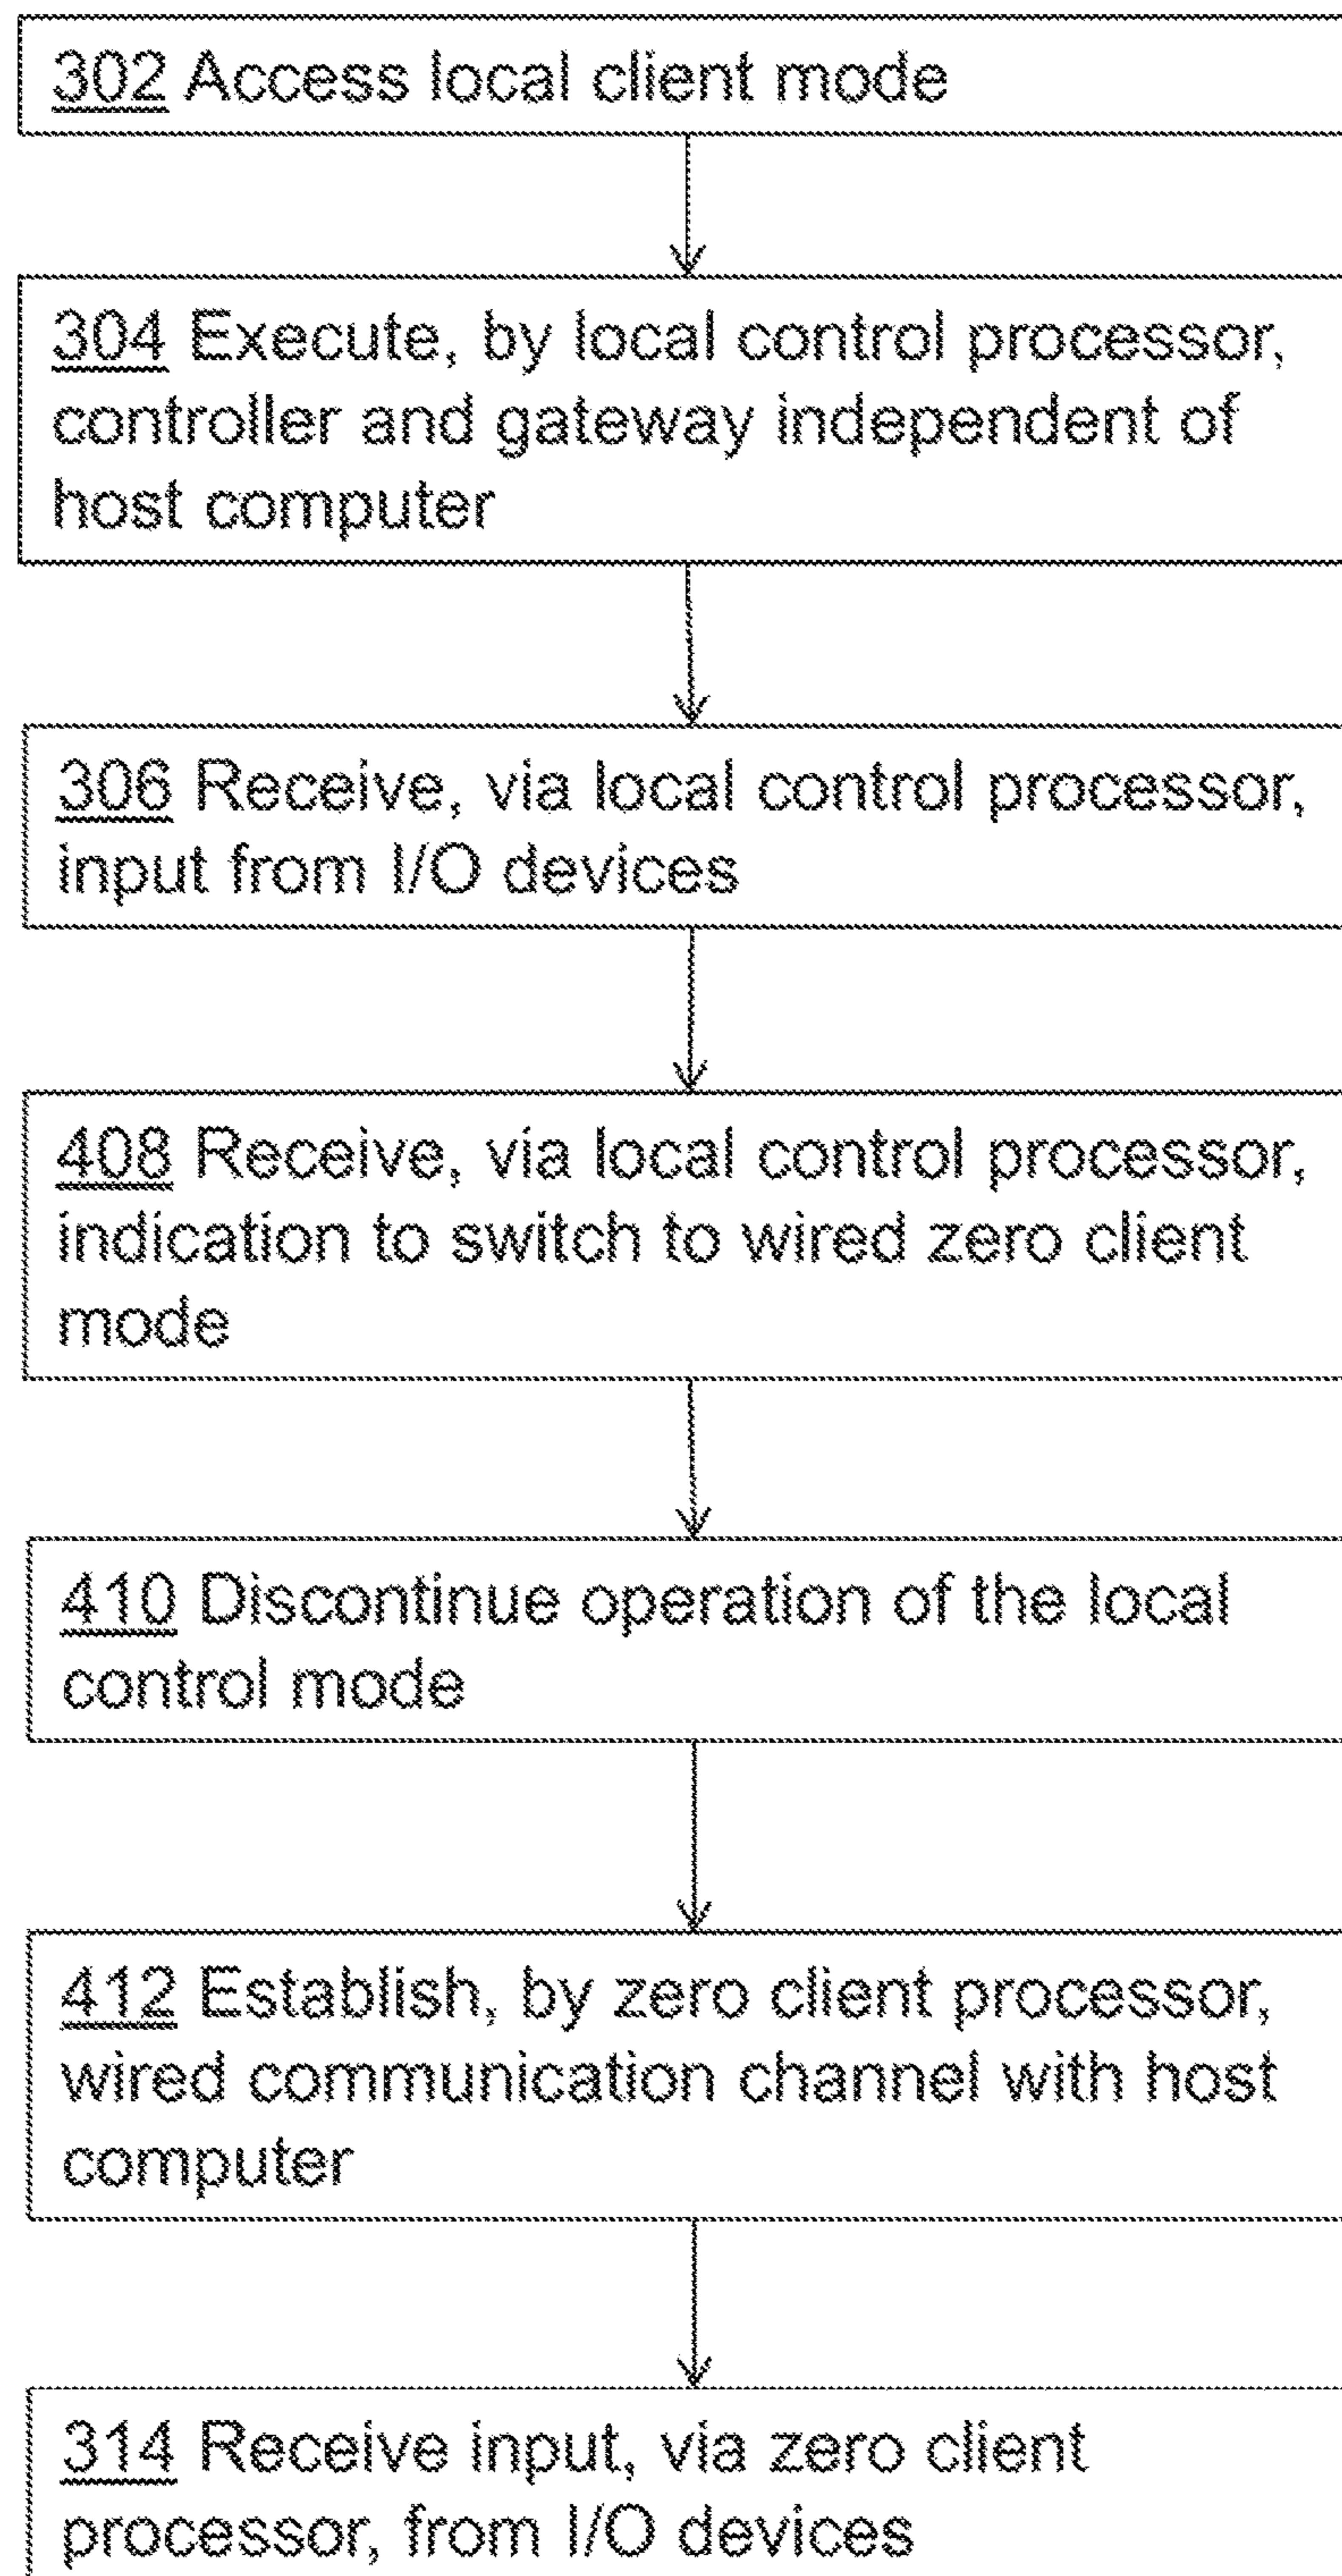 302 Access local client mode
304 Execute, by local control processor,
controller and gateway independent of
host computer
306 Receive, via local control processor,
input from I/O devices
408 Receive, via local control processor,
indication to switch to wired zero client
mode
410 Discontinue operation of the local
control mode
412 Establish, by zero client processor,
wired communication channel with host
computer
314 Receive input, via zero client
processor, from I/O devices